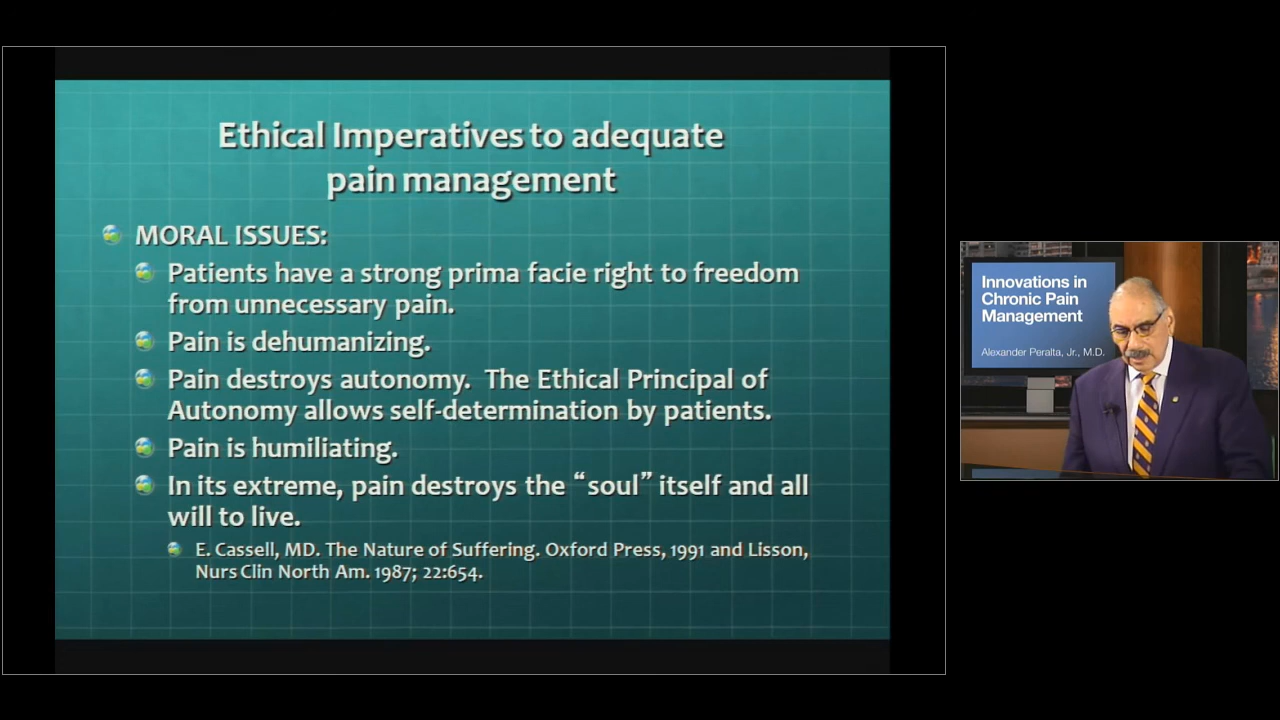 Ethical Imperatives to adequate
pain management
MORAL ISSUES:
Patients have a strong prima facie right to freedom
from unnecessary pain.
Pain is dehumanizing.
Pain destroys autonomy. The Ethical Principal of
Autonomy allows self-determination by patients.
Pain is humiliating.
In its extreme, pain destroys the “soul” itself and all
will to live.
E. Cassell, MD. The Nature of Suffering. Oxford Press, 1991 and Lisson,
Nurs Clin North Am. 1987; 22:654.
Innovations in
Chronic Pain
Management
Alexander Peralta, Jr., M.D.